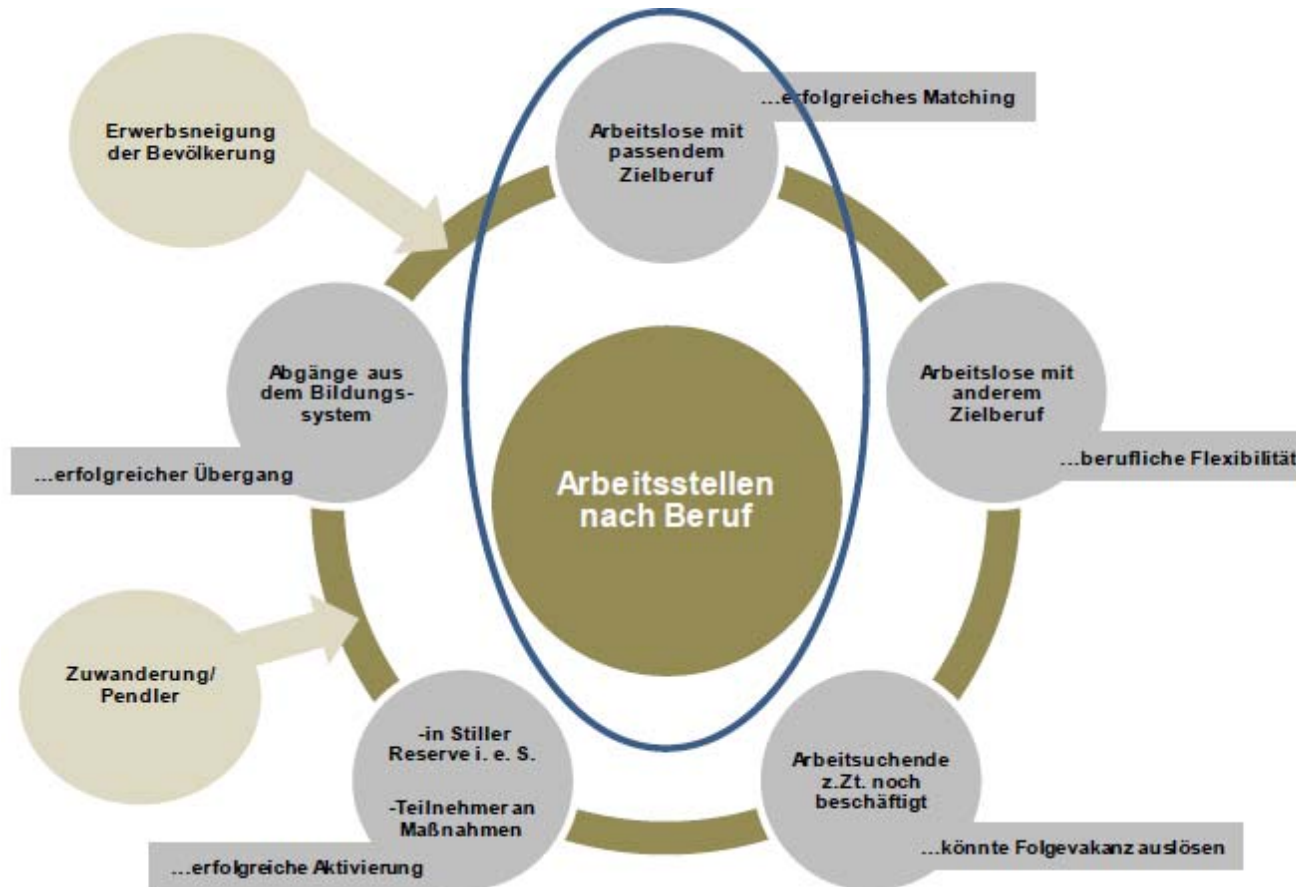 Erwerbsneigung
der Bevölkerung
...erfolgreiches Matching
Arbeitslose mit
passendem
Zielberuf
Abgänge aus
dem Bildungs-
system
...erfolgreicher Übergang
Arbeitslose mit
anderem
Zielberuf
...berufliche Flexibilität
Arbeitsstellen
nach Beruf
Zuwanderung/
Pendler
-in Stiller
Reserve i. e. S.
-Teilnehmer an
Maßnahmen
...erfolgreiche Aktivierung
Arbeitsuchende
z.Zt. noch
beschäftigt
...könnte Folgevakanz auslösen